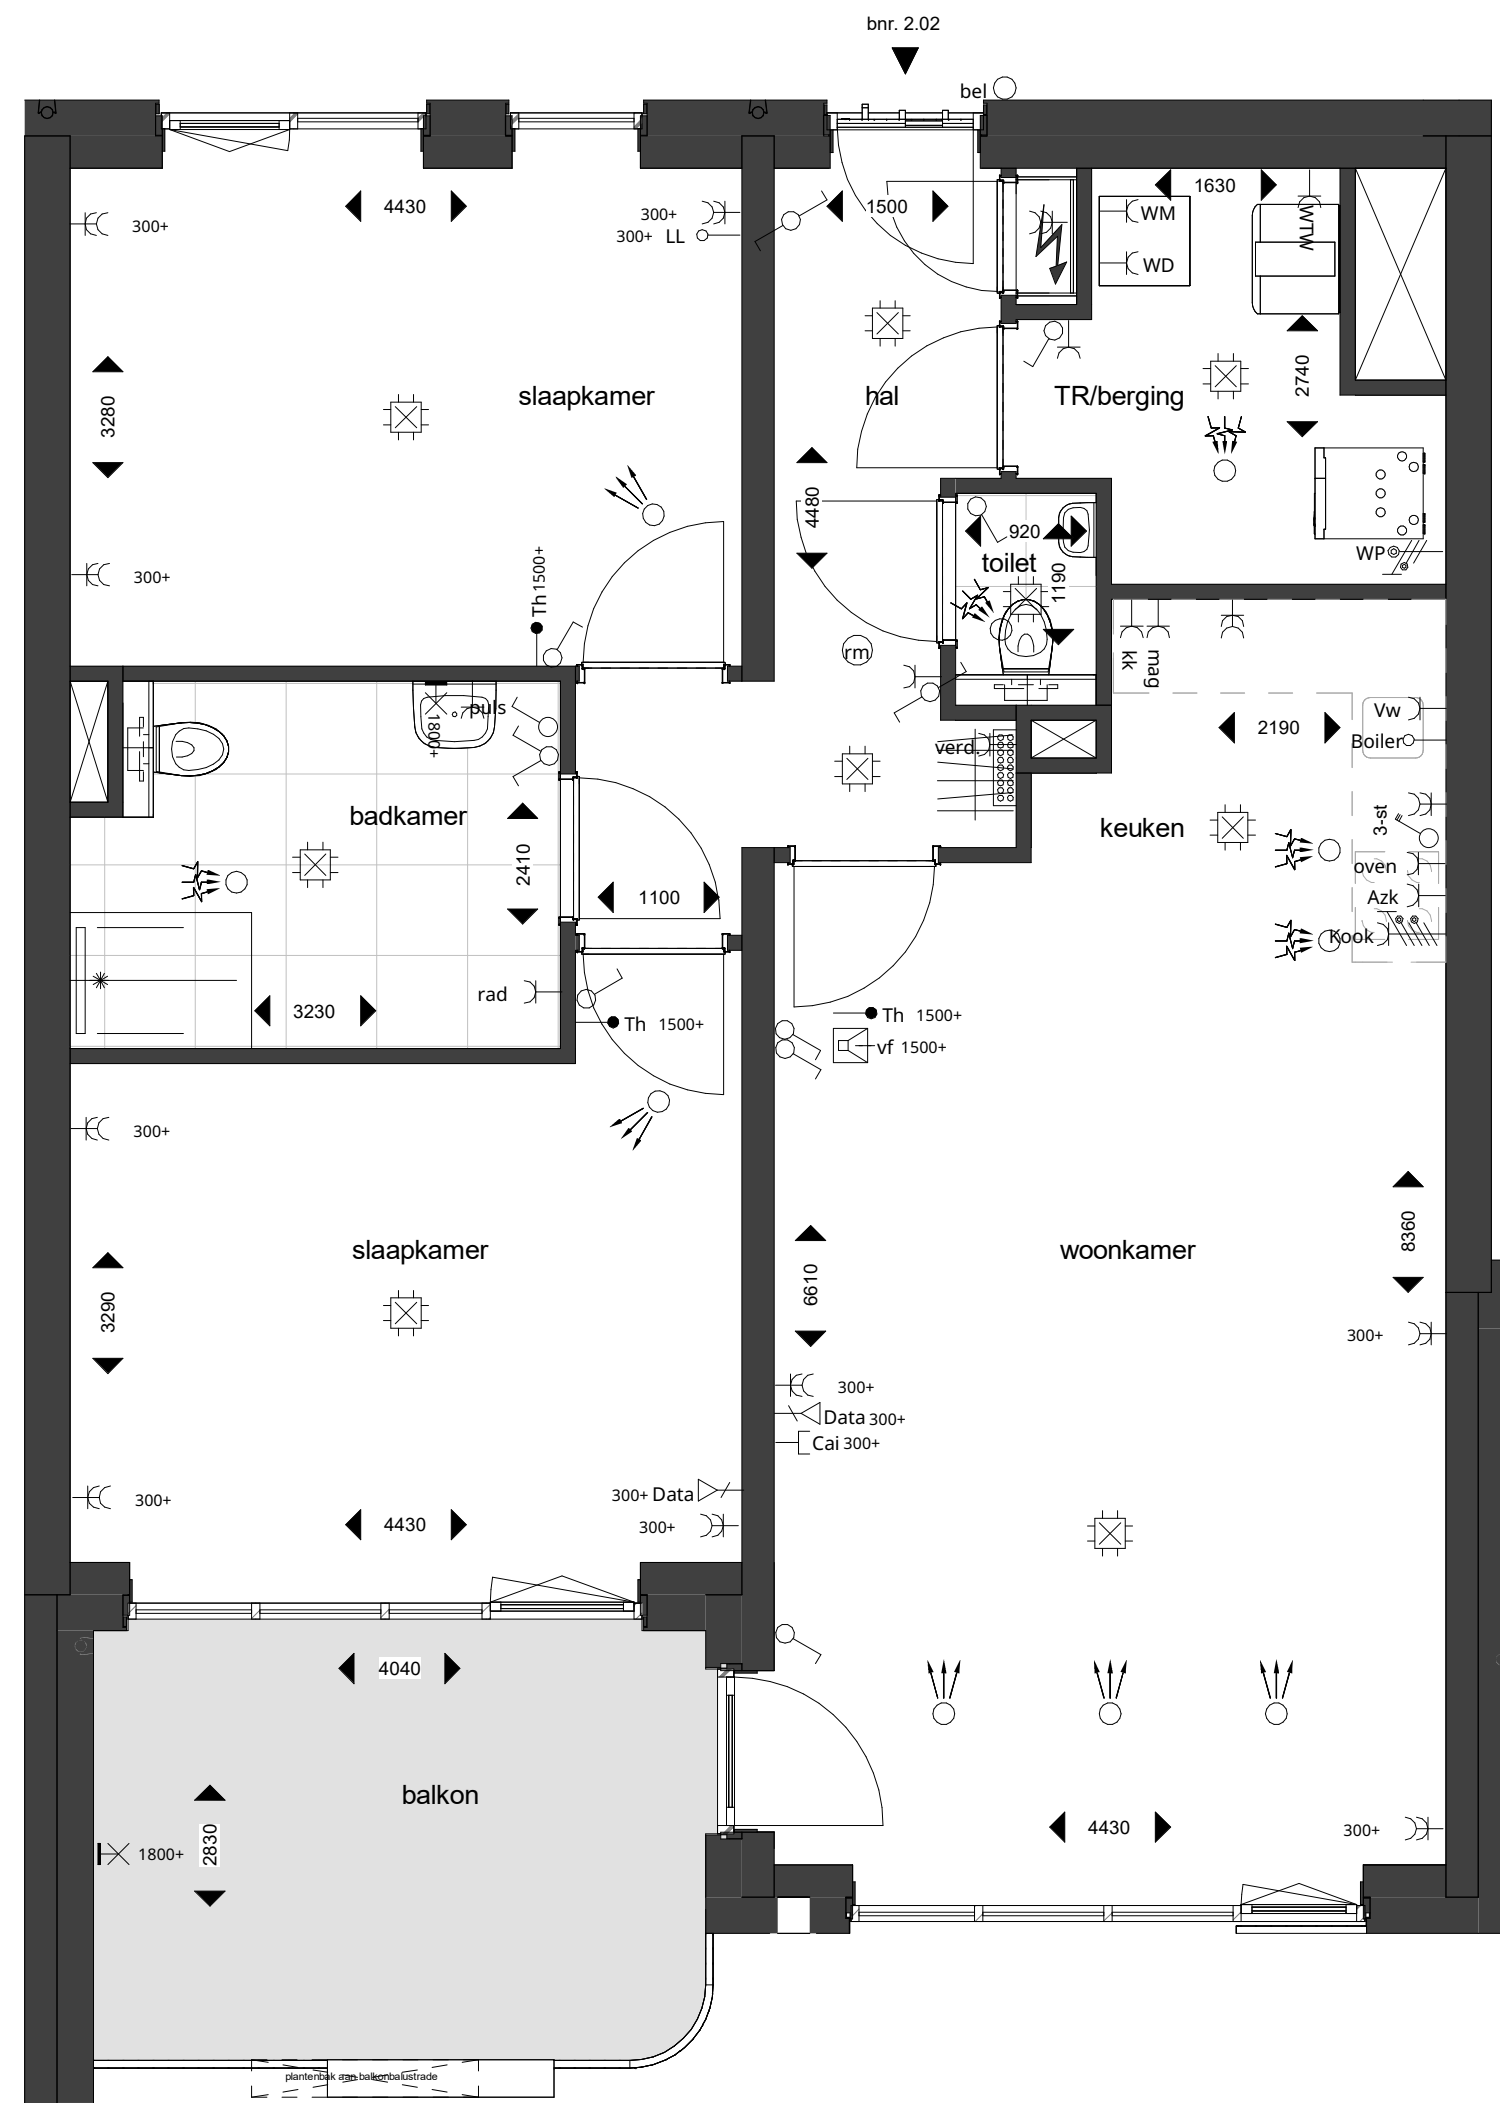 bnr. 2.02
bel
4430
300+
300+
300+ LL
1500
1630
WM
WD
WTW
3280
slaapkamer
hal
TR/berging
2740
4480
920
toilet
1190
WP
300+
Th 1500+
rm
kk
mag
puls
1800+
verd.
2190
Vw
Boiler
badkamer
2410
keuken
3-st
oven
Azk
Kook
1100
rad
3230
Th 1500+
Th 1500+
vf 1500+
300+
slaapkamer
woonkamer
8360
3290
6610
300+
300+
Data 300+
Cai 300+
300+
300+ Data
4430
300+
4040
balkon
2830
1800+
4430
300+
plantenbak aan balkonbalustrade